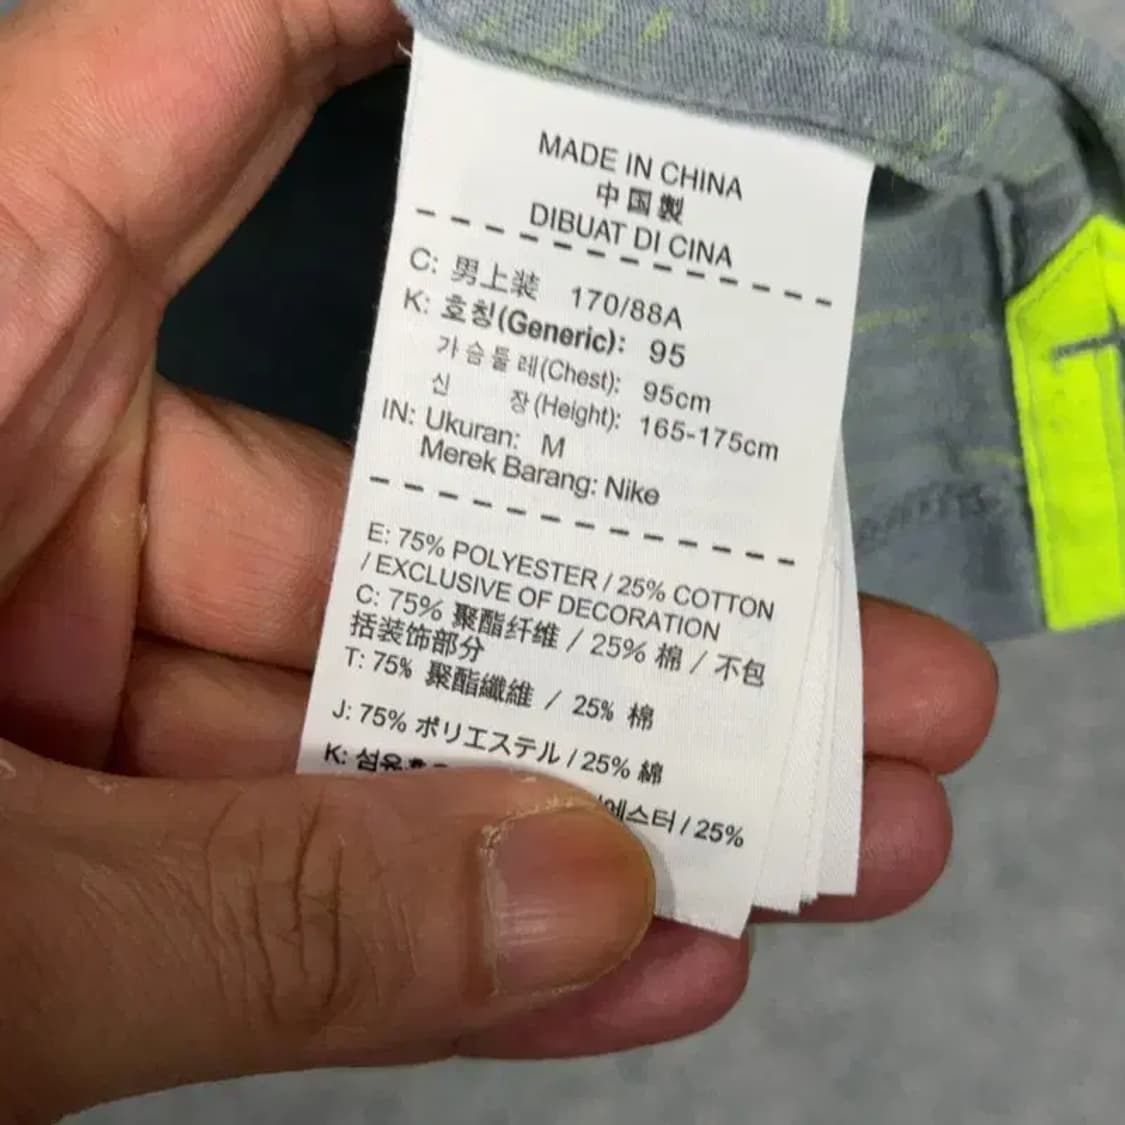 MADE IN CHINA
中国製
DIBUAT DI CINA
C: 男上装 170/88A
K: 호칭(Generic): 95
가슴둘레(Chest): 95cm
신 장(Height): 165-175cm
IN: Ukuran: M
Merek Barang: Nike
E: 75% POLYESTER / 25% COTTON
/ EXCLUSIVE OF DECORATION
C: 75% 聚酯纤维 / 25% 棉 / 不包
括装饰部分
T: 75% 聚酯纖維 / 25% 棉
J: 75% ポリエステル / 25% 綿
K: 섬유
에스터 / 25%